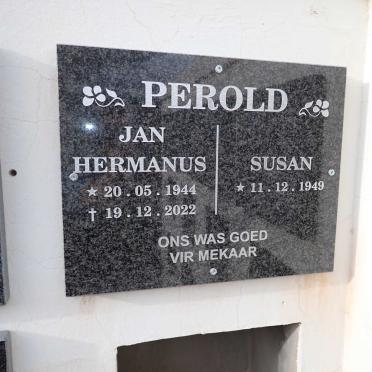 PEROLD
JAN
HERMANUS
★ 20 . 05 . 1944
† 19 . 12 . 2022
SUSAN
★ 11 . 12 . 1949
ONS WAS GOED
VIR MEKAAR